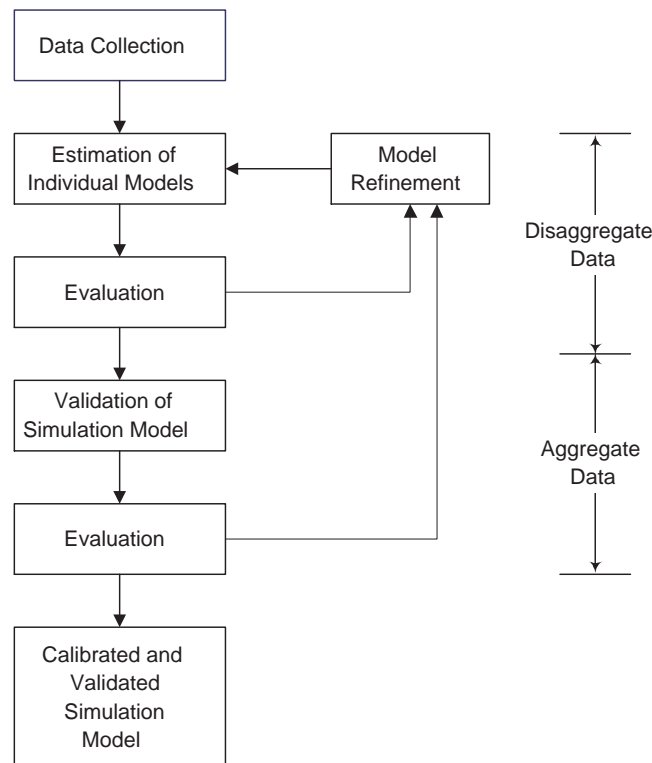 Data Collection
Estimation of
Individual Models
Model
Refinement
Disaggregate
Data
Evaluation
Validation of
Simulation Model
Aggregate
Data
Evaluation
Calibrated and
Validated
Simulation
Model